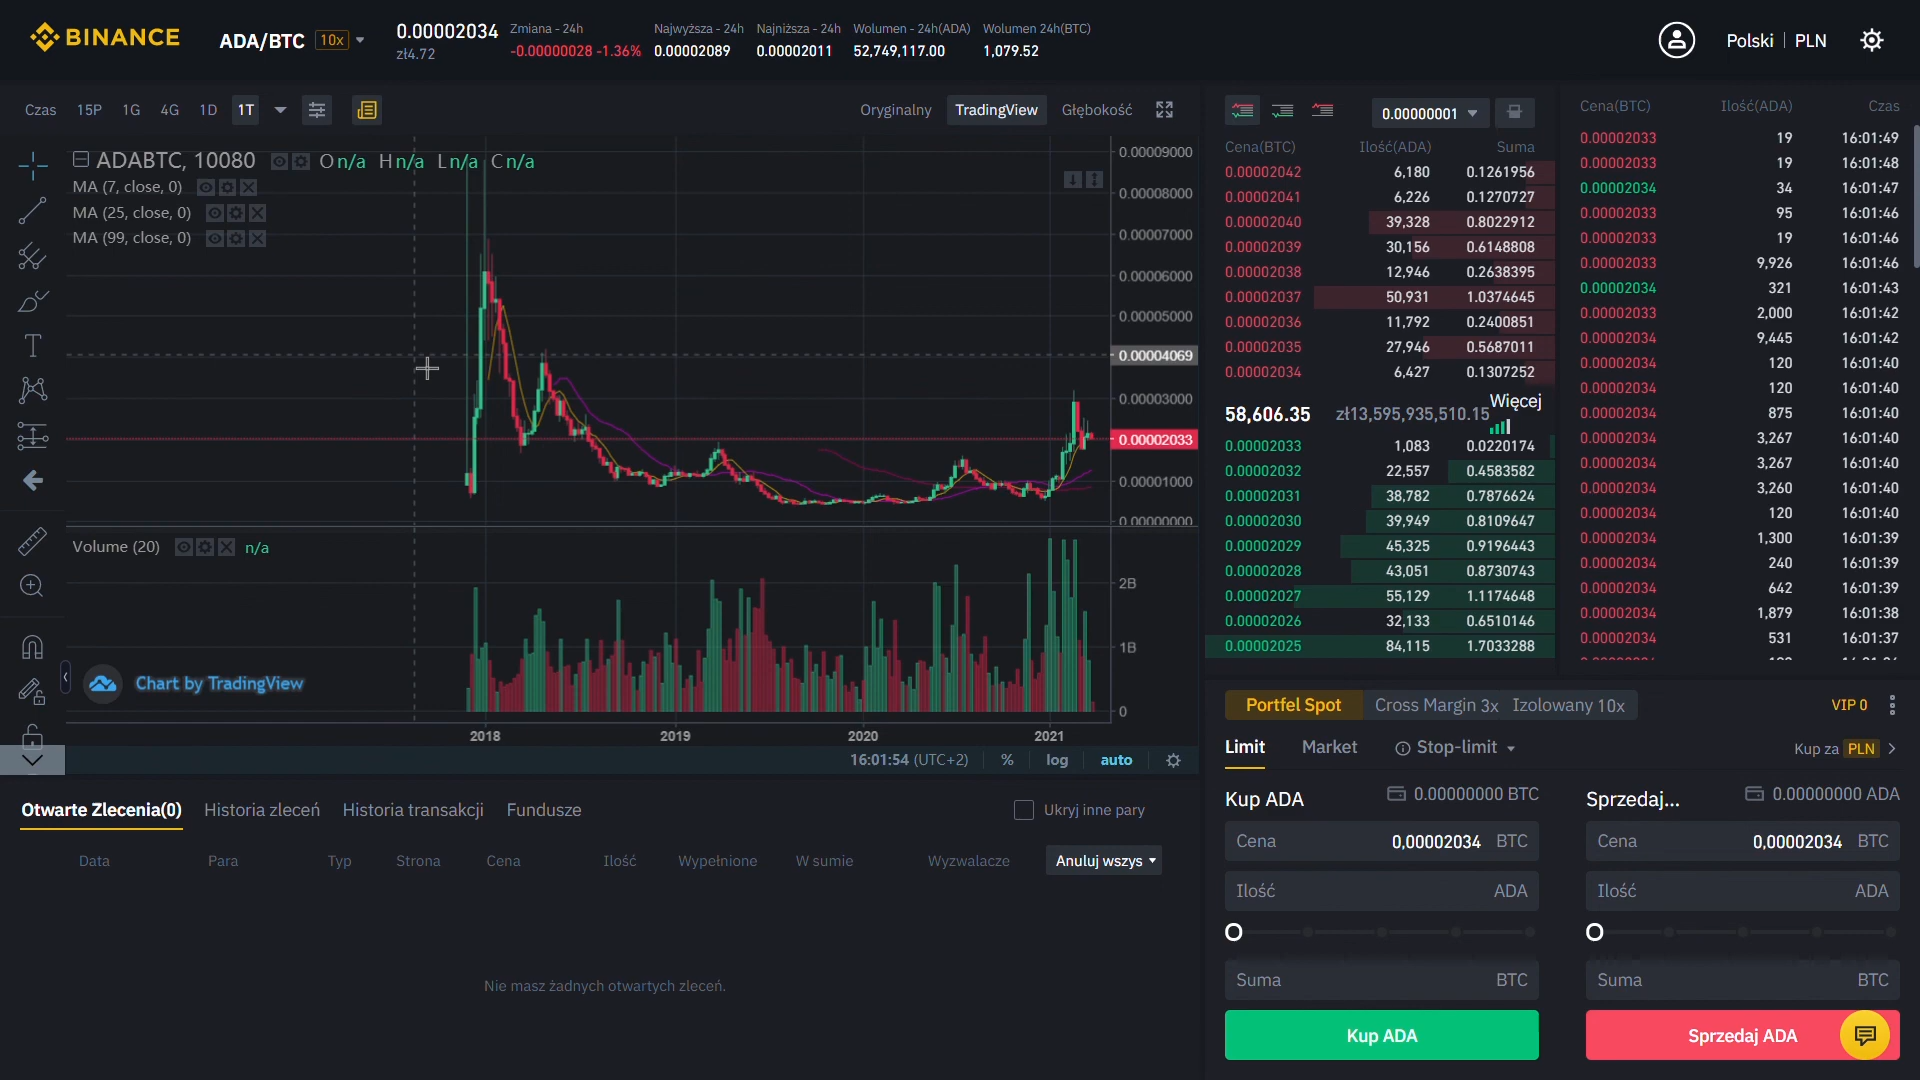 BINANCE
ADA/BTC 10x
0.00002034
zł4.72
Zmiana - 24h
-0.00000028 -1.36%
Najwyższa - 24h
0.00002089
Najniższa - 24h
0.00002011
Wolumen - 24h(ADA)
52,749,117.00
Wolumen 24h(BTC)
1,079.52
Polski | PLN
Czas 15P 1G 4G 1D 1T
Oryginalny TradingView Głębokość
ADABTC, 10080 O n/a H n/a L n/a C n/a
MA (7, close, 0)
MA (25, close, 0)
MA (99, close, 0)
0.00009000
0.00008000
0.00007000
0.00006000
0.00005000
0.00004069
0.00003000
0.00002033
0.00001000
0.00000000
Volume (20) n/a
2B
1B
0
Chart by TradingView
2018 2019 2020 2021
16:01:54 (UTC+2) % log auto
0.00000001
Cena(BTC) Ilość(ADA) Suma
0.00002042 6,180 0.1261956
0.00002041 6,226 0.1270727
0.00002040 39,328 0.8022912
0.00002039 30,156 0.6148808
0.00002038 12,946 0.2638395
0.00002037 50,931 1.0374645
0.00002036 11,792 0.2400851
0.00002035 27,946 0.5687011
0.00002034 6,427 0.1307252
58,606.35 zł13,595,935,510.15 Więcej
0.00002033 1,083 0.0220174
0.00002032 22,557 0.4583582
0.00002031 38,782 0.7876624
0.00002030 39,949 0.8109647
0.00002029 45,325 0.9196443
0.00002028 43,051 0.8730743
0.00002027 55,129 1.1174648
0.00002026 32,133 0.6510146
0.00002025 84,115 1.7033288
Cena(BTC) Ilość(ADA) Czas
0.00002033 19 16:01:49
0.00002033 19 16:01:48
0.00002034 34 16:01:47
0.00002033 95 16:01:46
0.00002033 19 16:01:46
0.00002033 9,926 16:01:46
0.00002034 321 16:01:43
0.00002033 2,000 16:01:42
0.00002034 9,445 16:01:42
0.00002034 120 16:01:40
0.00002034 120 16:01:40
0.00002034 875 16:01:40
0.00002034 3,267 16:01:40
0.00002034 3,267 16:01:40
0.00002034 3,260 16:01:40
0.00002034 120 16:01:40
0.00002034 1,300 16:01:39
0.00002034 240 16:01:39
0.00002034 642 16:01:39
0.00002034 1,879 16:01:38
0.00002034 531 16:01:37
Portfel Spot Cross Margin 3x Izolowany 10x VIP 0
Limit Market Stop-limit Kup za PLN
Kup ADA 0.00000000 BTC
Cena 0,00002034 BTC
Ilość ADA
Suma BTC
Kup ADA
Sprzedaj... 0.00000000 ADA
Cena 0,00002034 BTC
Ilość ADA
Suma BTC
Sprzedaj ADA
Otwarte Zlecenia(0) Historia zleceń Historia transakcji Fundusze Ukryj inne pary
Data Para Typ Strona Cena Ilość Wypełnione W sumie Wyzwalacze Anuluj wszys
Nie masz żadnych otwartych zleceń.